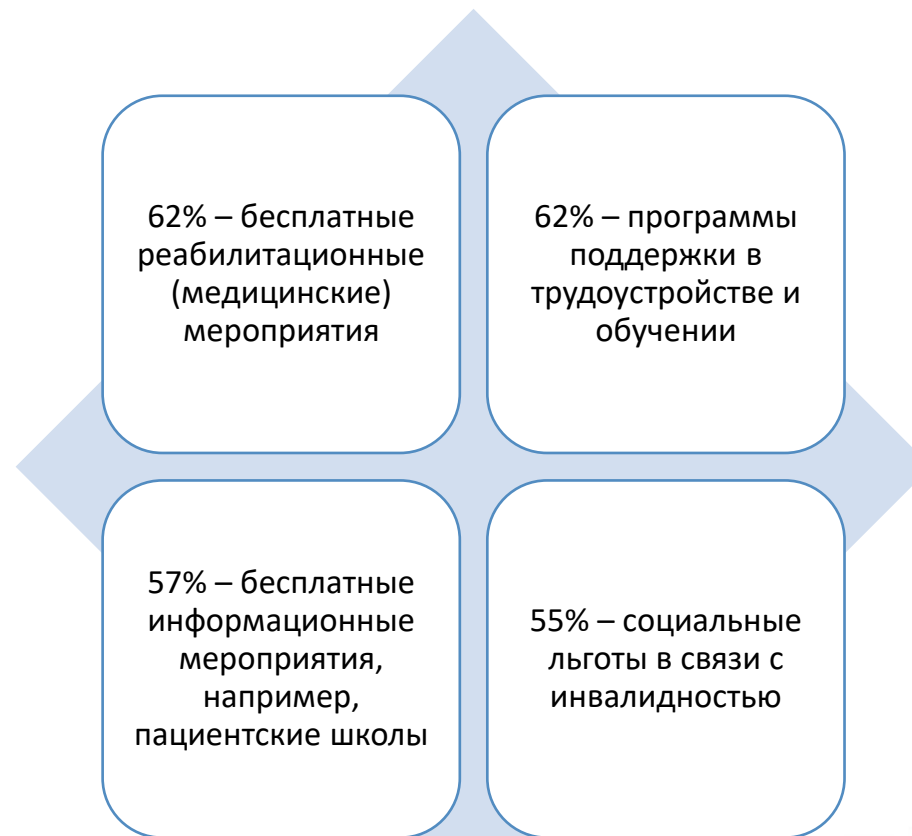 62% – бесплатные
реабилитационные
(медицинские)
мероприятия
62% – программы
поддержки в
трудоустройстве и
обучении
57% – бесплатные
информационные
мероприятия,
например,
пациентские школы
55% – социальные
льготы в связи с
инвалидностью